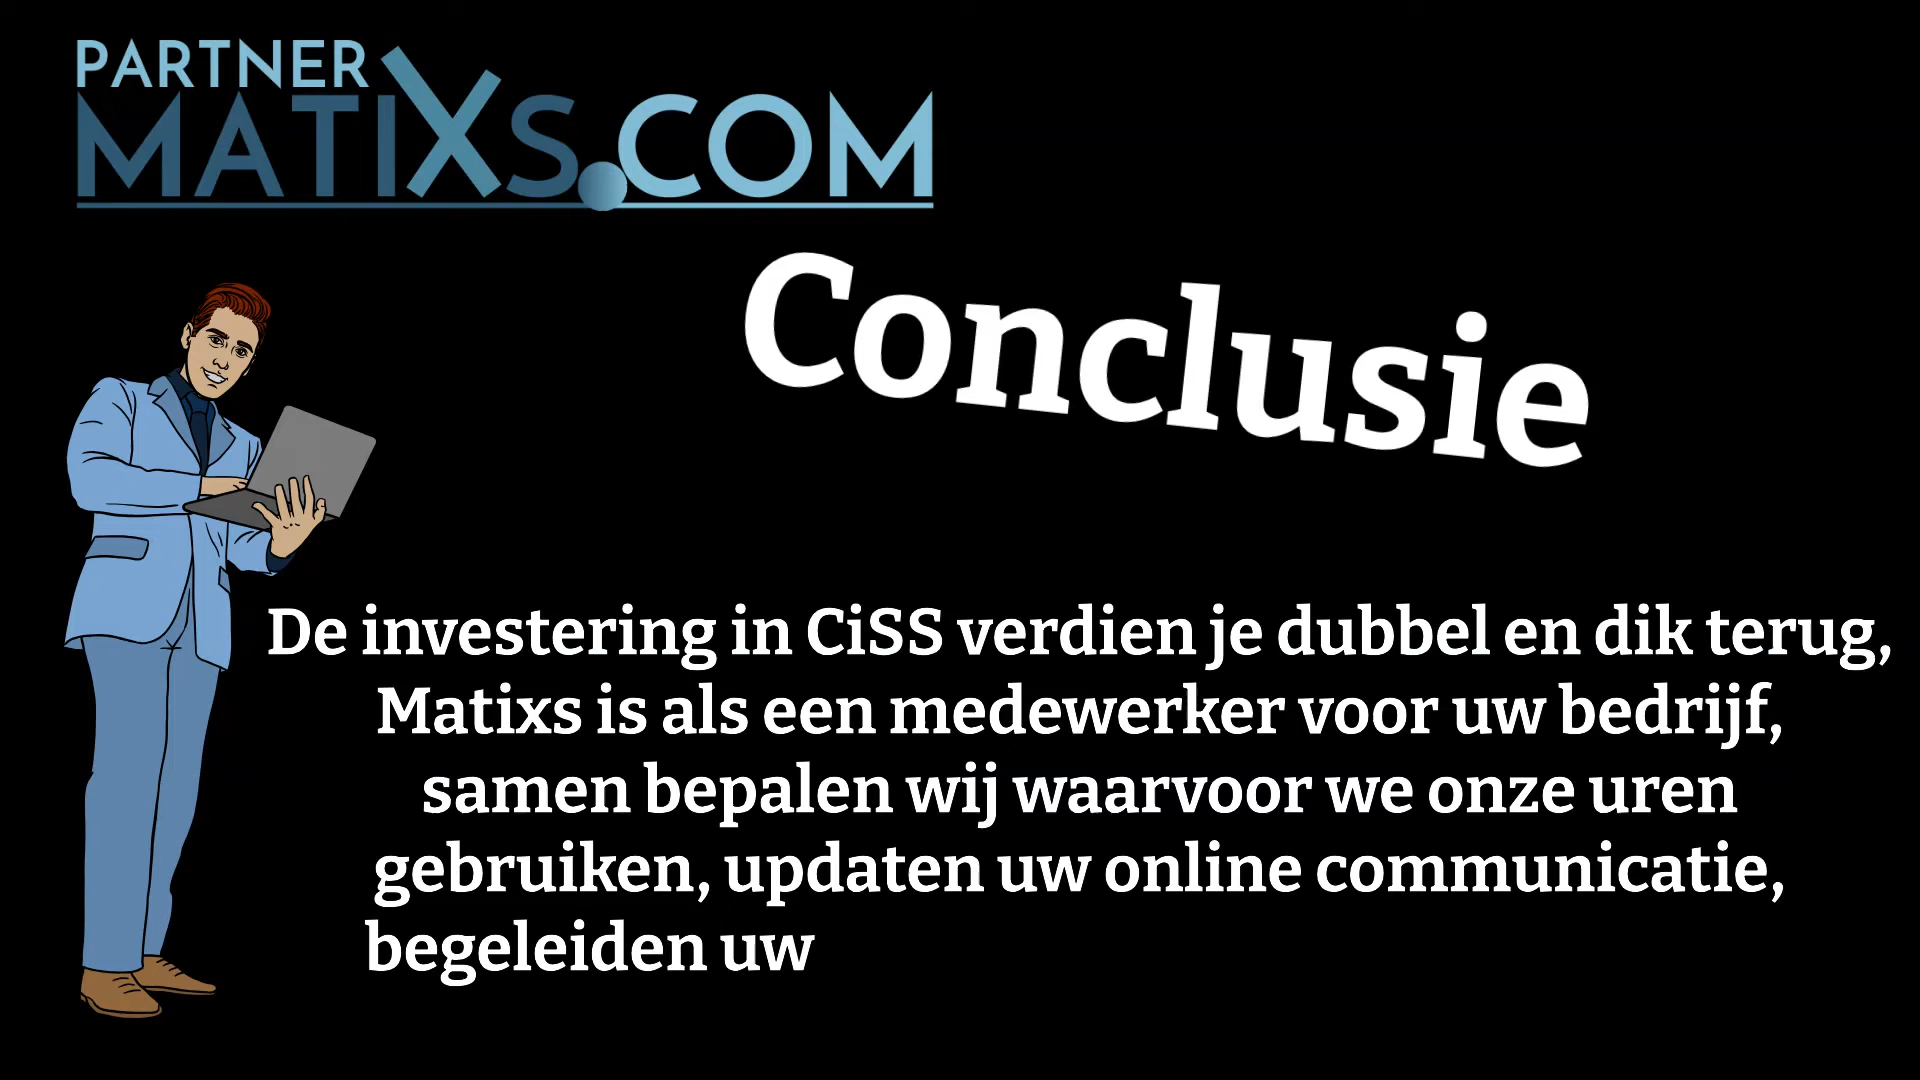 PARTNER
MATIXS.COM
Conclusie
De investering in CiSS verdien je dubbel en dik terug,
Matixs is als een medewerker voor uw bedrijf,
samen bepalen wij waarvoor we onze uren
gebruiken, updaten uw online communicatie,
begeleiden uw